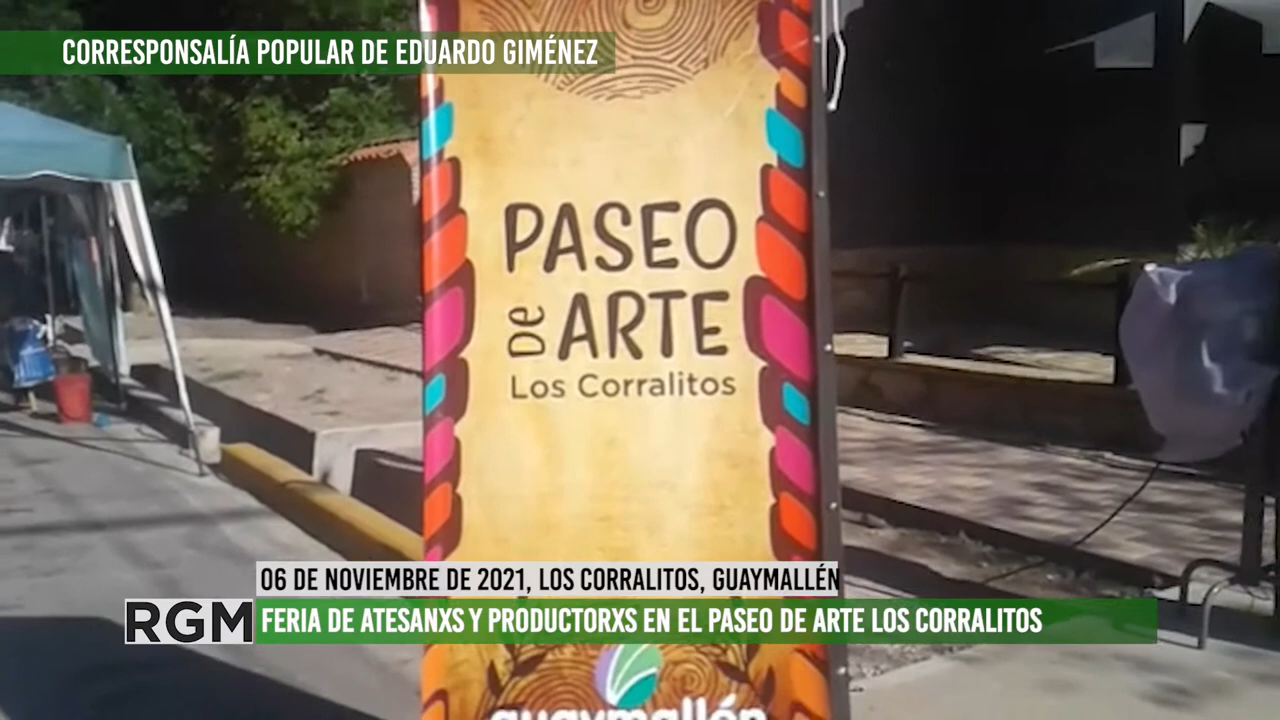 CORRESPONSALÍA POPULAR DE EDUARDO GIMÉNEZ
PASEO
DE ARTE
Los Corralitos
06 DE NOVIEMBRE DE 2021, LOS CORRALITOS, GUAYMALLÉN
RGM
FERIA DE ATESANXS Y PRODUCTORXS EN EL PASEO DE ARTE LOS CORRALITOS
guaymallén